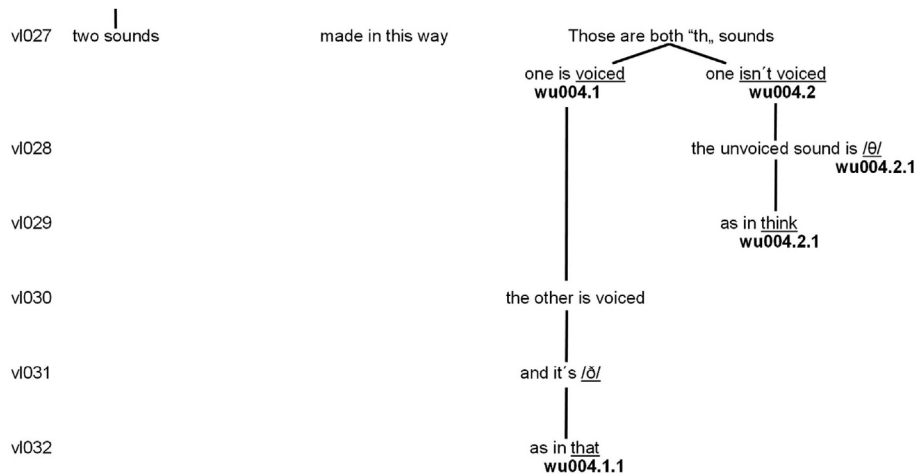 vl027 two sounds made in this way Those are both “th„ sounds
one is voiced one isn´t voiced
wu004.1 wu004.2
vl028 the unvoiced sound is /θ/
wu004.2.1
vl029 as in think
wu004.2.1
vl030 the other is voiced
vl031 and it´s /ð/
vl032 as in that
wu004.1.1